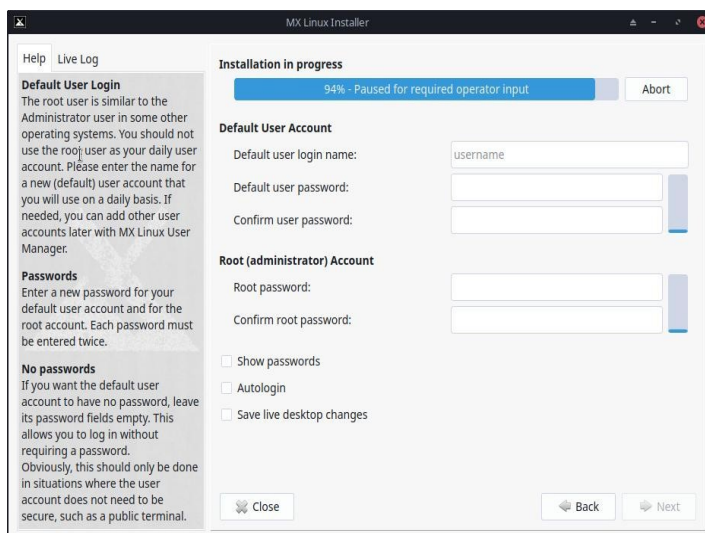 MX Linux Installer
Help
Live Log
Default User Login
The root user is similar to the
Administrator user in some other
operating systems. You should not
use the root user as your daily user
account. Please enter the name for
a new (default) user account that
you will use on a daily basis. If
needed, you can add other user
accounts later with MX Linux User
Manager.
Passwords
Enter a new password for your
default user account and for the
root account. Each password must
be entered twice.
No passwords
If you want the default user
account to have no password, leave
its password fields empty. This
allows you to log in without
requiring a password.
Obviously, this should only be done
in situations where the user
account does not need to be
secure, such as a public terminal.
Installation in progress
94% - Paused for required operator input
Abort
Default User Account
Default user login name:
username
Default user password:
Confirm user password:
Root (administrator) Account
Root password:
Confirm root password:
Show passwords
Autologin
Save live desktop changes
Close
Back
Next